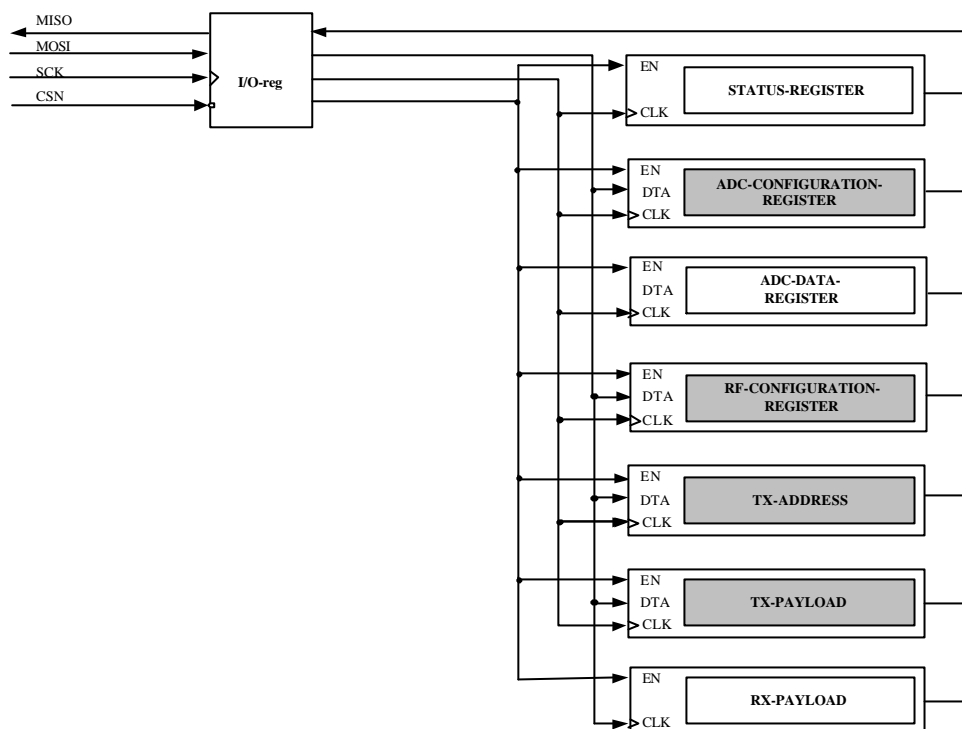 MISO
MOSI
SCK
CSN
I/O-reg
EN
STATUS-REGISTER
CLK
EN
DTA
CLK
ADC-CONFIGURATION-
REGISTER
EN
DTA
CLK
ADC-DATA-
REGISTER
EN
DTA
CLK
RF-CONFIGURATION-
REGISTER
EN
DTA
CLK
TX-ADDRESS
EN
DTA
CLK
TX-PAYLOAD
EN
CLK
RX-PAYLOAD